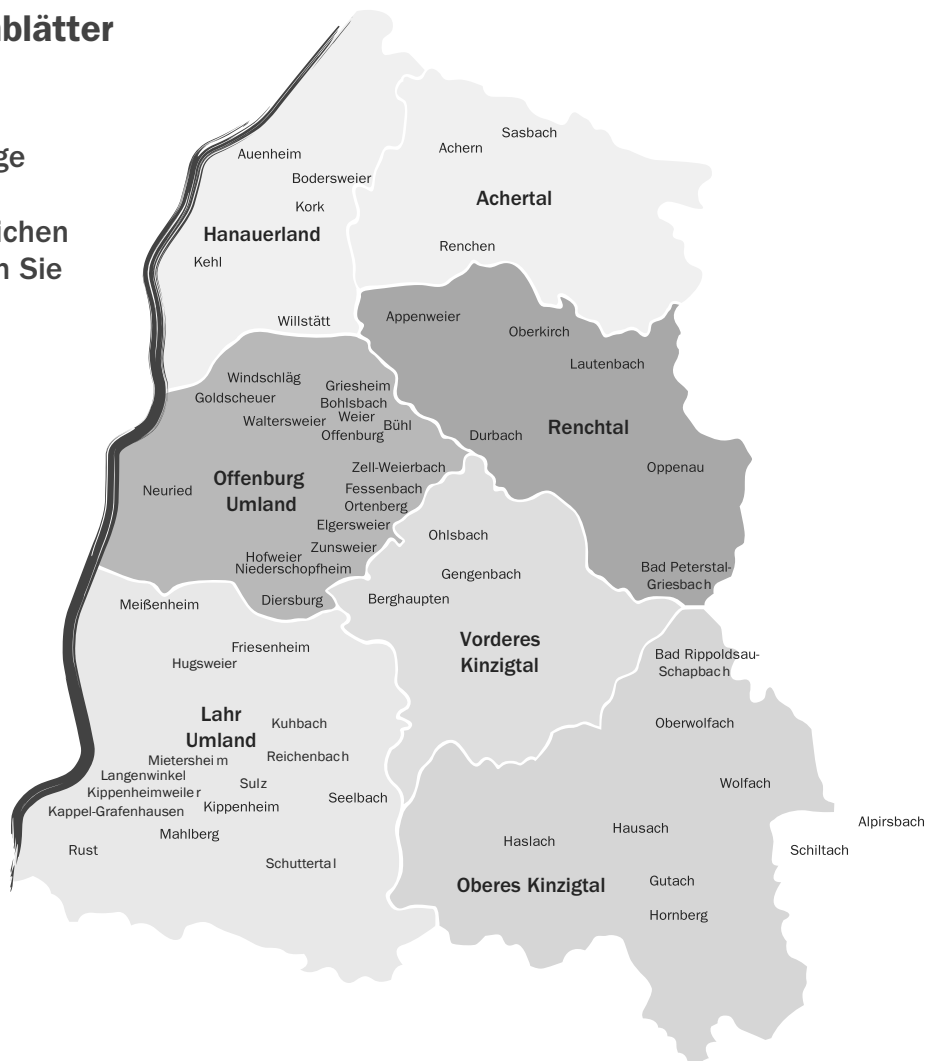 blätter
ge
ichen
n Sie
Sasbach
Achern
Auenheim
Bodersweier
Achertal
Kork
Hanauerland
Renchen
Kehl
Willstätt
Appenweier
Oberkirch
Lautenbach
Windschläg
Griesheim
Goldscheuer
Bohlsbach
Weier
Waltersweier
Bühl
Offenburg
Durbach
Renchtal
Zell-Weierbach
Oppenau
Offenburg
Umland
Neuried
Fessenbach
Ortenberg
Elgersweier
Ohlsbach
Zunsweier
Hofweier
Niederschopfheim
Gengenbach
Bad Peterstal-
Griesbach
Diersburg
Berghaupten
Meißenheim
Vorderes
Kinzigtal
Friesenheim
Hugsweier
Bad Rippoldsau-
Schapbach
Lahr
Umland
Kuhbach
Oberwolfach
Reichenbach
Mietersheim
Langenwinkel
Sulz
Wolfach
Kippenheimweiler
Seelbach
Kippenheim
Kappel-Grafenhausen
Alpirsbach
Hausach
Mahlberg
Haslach
Rust
Schiltach
Schuttertal
Gutach
Oberes Kinzigtal
Hornberg